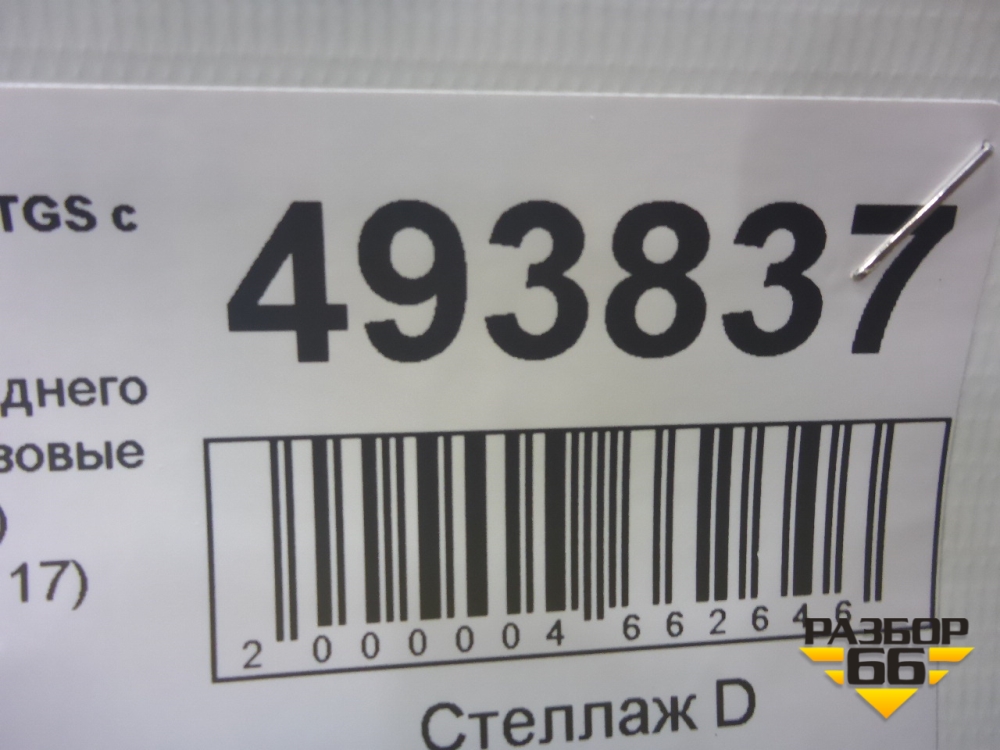 TGS с
493837
днего
зовые
)
17)
2 000004 662646
Стеллаж D
РАЗБОР
66